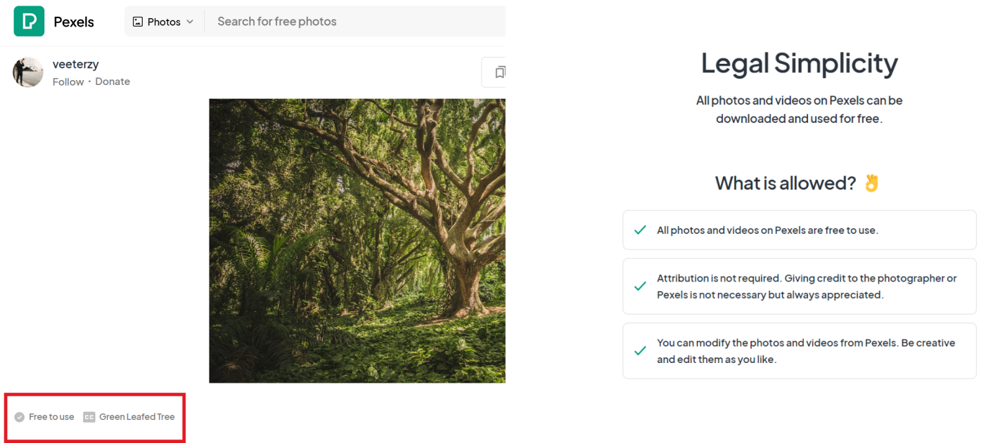 Pexels
Photos
Search for free photos
veeterzy
Follow · Donate
Free to use
CC Green Leafed Tree
Legal Simplicity
All photos and videos on Pexels can be
downloaded and used for free.
What is allowed? 👌
All photos and videos on Pexels are free to use.
Attribution is not required. Giving credit to the photographer or
Pexels is not necessary but always appreciated.
You can modify the photos and videos from Pexels. Be creative
and edit them as you like.